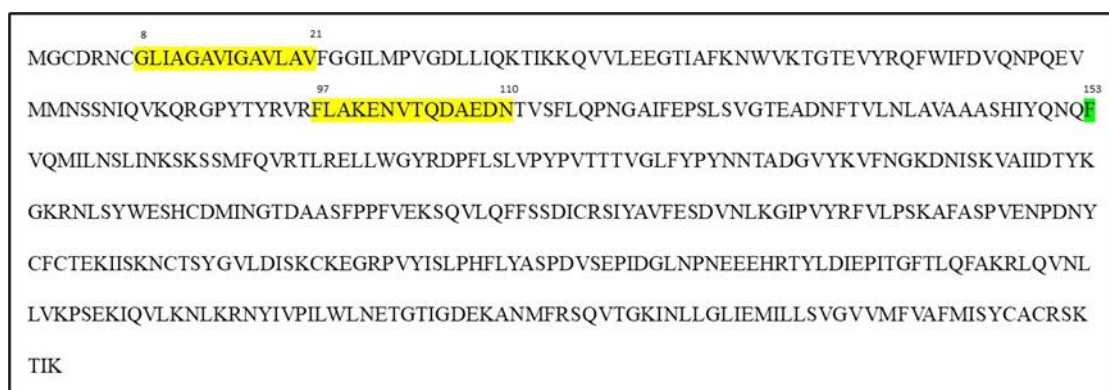 8 21
MGCDRNCGLIAGAVIGAVLAVFGGILMPVGDLLIQKTIKKQVVLEEGTIAFKNWVKTGTEVYRQFWIFDVQNPQEV
97 110 153
MMNSSNIQVKQRGPYTYRVRFLAKENVTQDAEDNTVSFLQPNGAIFEPSLSVGTEADNFTVLNLAVAAASHIYQNQF
VQMILNSLINKSKSSMFQVRTLRELLWGYRDPFLSLVPYPVTTTVGLFYPYNNTADGVYKVFNGKDNISKVAIIDTYK
GKRNLSYWESHCDMINGTDAASFPPFVEKSQVLQFFSSDICRSIYAVFESDVNLKGIPVYRFVLPSKAFASPVENPDNY
CFCTEKIISKNCTSYGVLDISKCKEGRPVYISLPHFLYASPDVSEPIDGLNPNEEEHRTYLDIEPITGFTLQFAKRLQVNL
LVKPSEKIQVLKNLKRNYIVPILWLNETGTIGDEKANMFRSQVTGKINLLGLIEMILLSVGVVMFVAFMISYCACRSK
TIK